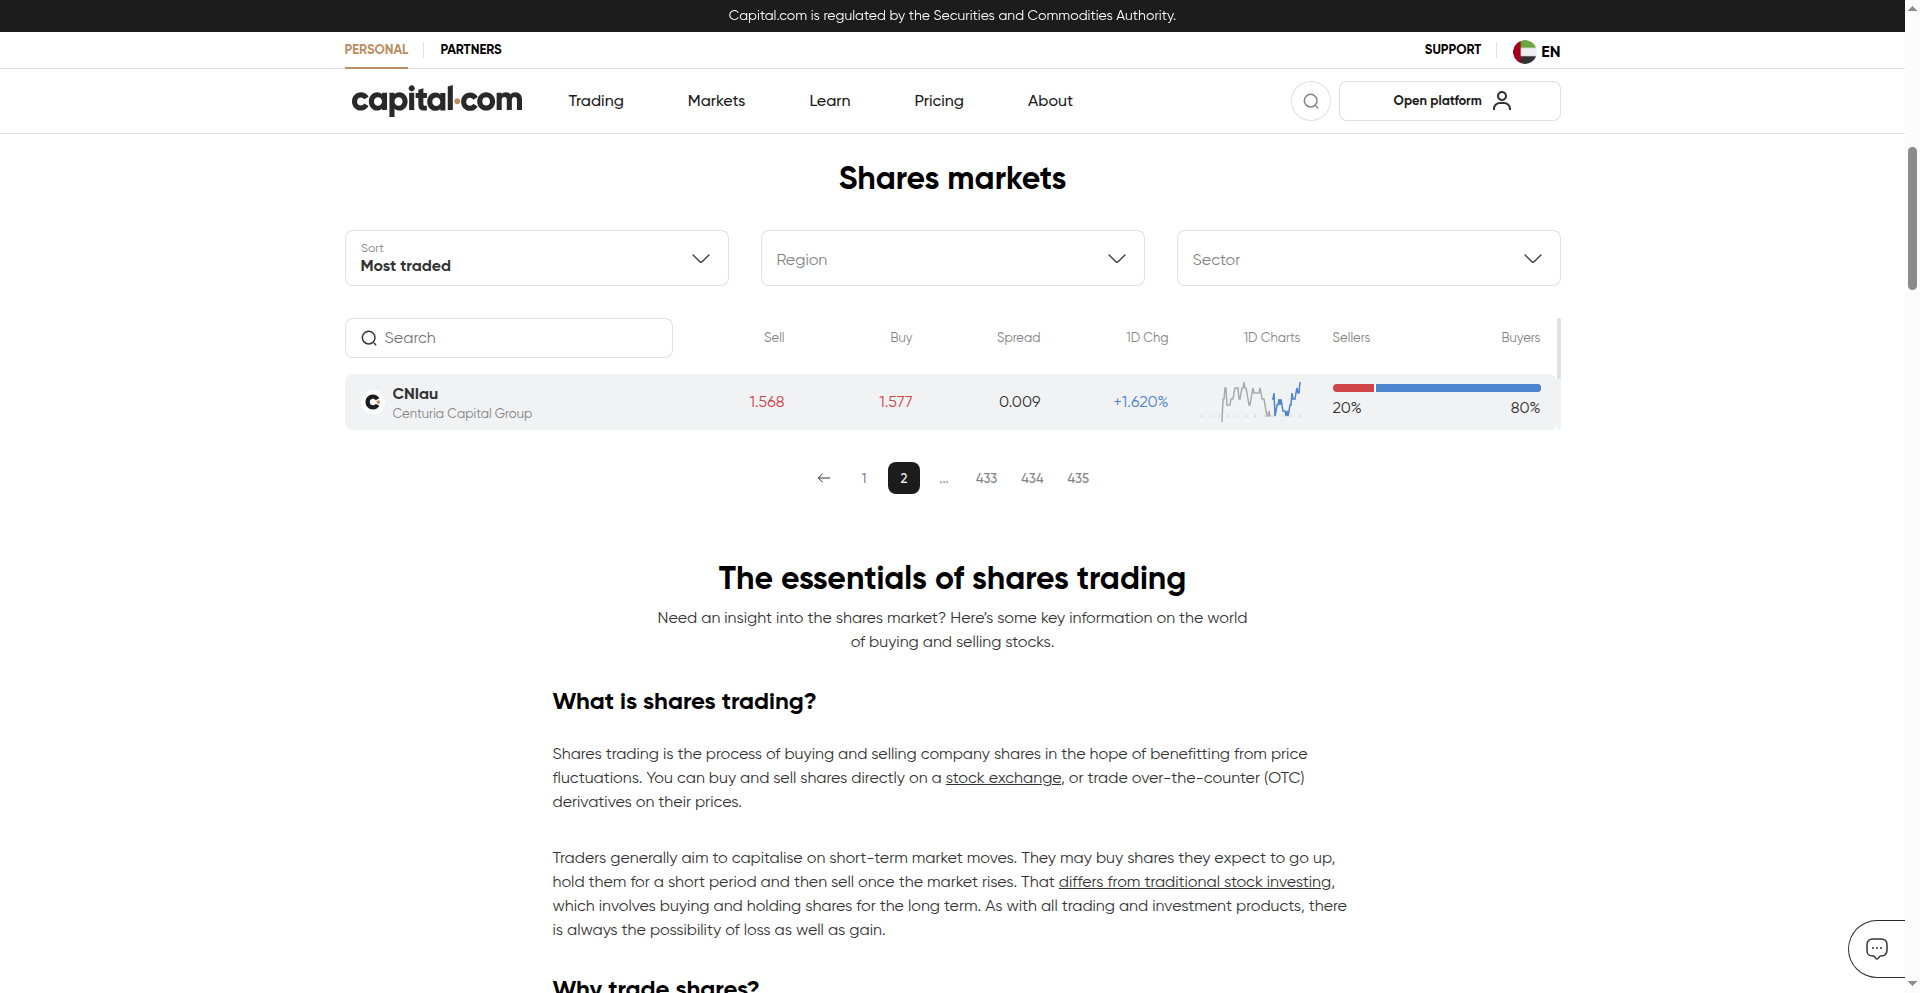 Capital.com is regulated by the Securities and Commodities Authority.
PERSONAL PARTNERS SUPPORT EN
capital.com Trading Markets Learn Pricing About Open platform
Shares markets
Sort
Most traded
Region
Sector
Search Sell Buy Spread 1D Chg 1D Charts Sellers Buyers
CNIau
Centuria Capital Group
1.568 1.577 0.009 +1.620% 20% 80%
1 2 ... 433 434 435
The essentials of shares trading
Need an insight into the shares market? Here's some key information on the world
of buying and selling stocks.
What is shares trading?
Shares trading is the process of buying and selling company shares in the hope of benefitting from price
fluctuations. You can buy and sell shares directly on a stock exchange, or trade over-the-counter (OTC)
derivatives on their prices.
Traders generally aim to capitalise on short-term market moves. They may buy shares they expect to go up,
hold them for a short period and then sell once the market rises. That differs from traditional stock investing,
which involves buying and holding shares for the long term. As with all trading and investment products, there
is always the possibility of loss as well as gain.
Why trade shares?